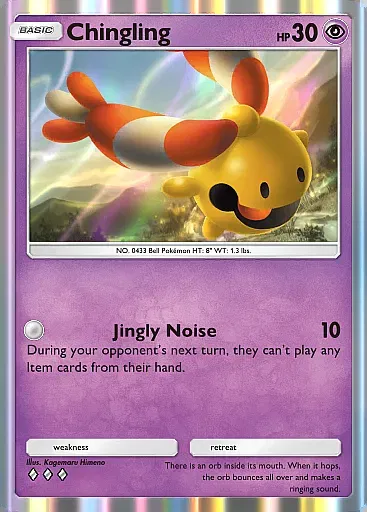 BASIC Chingling HP 30
NO. 0433 Bell Pokémon HT: 8" WT: 1.3 lbs.
Jingly Noise 10
During your opponent's next turn, they can't play any
Item cards from their hand.
weakness retreat
Illus. Kagemaru Himeno
There is an orb inside its mouth. When it hops,
the orb bounces all over and makes a
ringing sound.